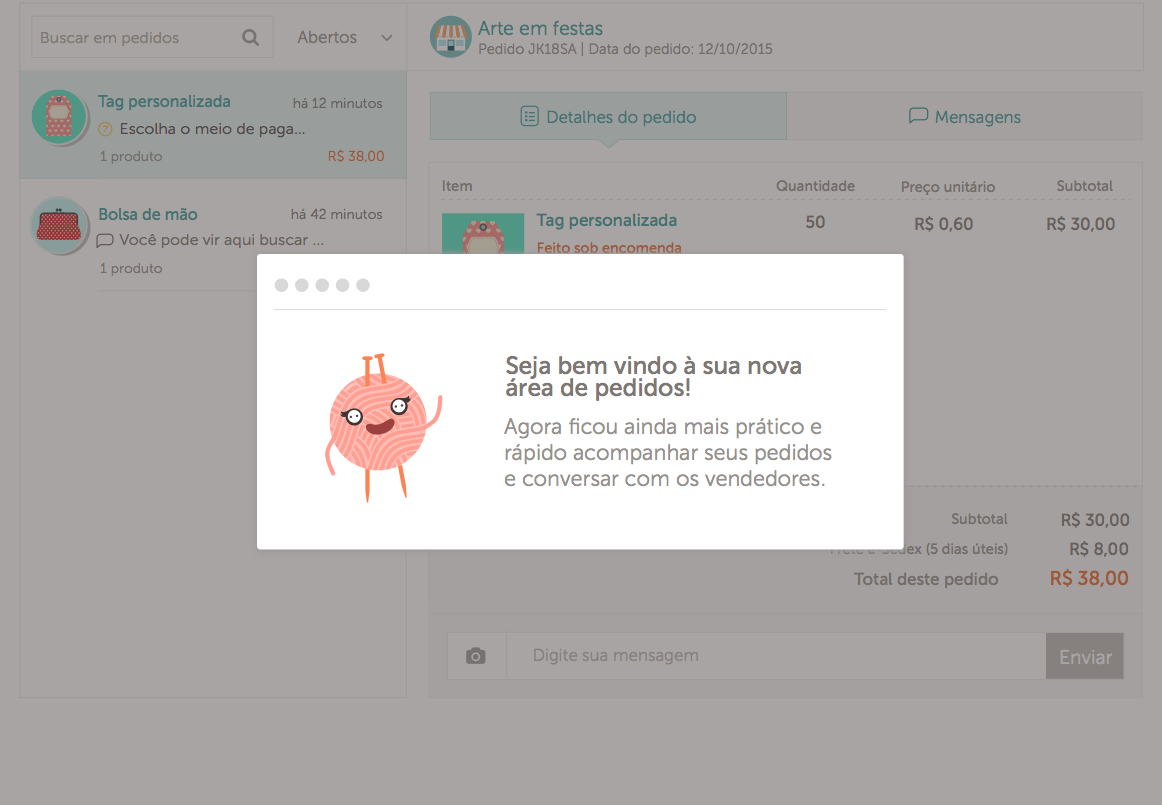 Buscar em pedidos
Abertos
Tag personalizada
há 12 minutos
Escolha o meio de paga...
1 produto
R$ 38,00
Bolsa de mão
há 42 minutos
Você pode vir aqui buscar ...
1 produto
Arte em festas
Pedido JK18SA | Data do pedido: 12/10/2015
Detalhes do pedido
Mensagens
Item
Quantidade
Preço unitário
Subtotal
Tag personalizada
50
R$ 0,60
R$ 30,00
Feito sob encomenda
Seja bem vindo à sua nova
área de pedidos!
Agora ficou ainda mais prático e
rápido acompanhar seus pedidos
e conversar com os vendedores.
Subtotal
R$ 30,00
(5 dias úteis)
R$ 8,00
Total deste pedido
R$ 38,00
Digite sua mensagem
Enviar